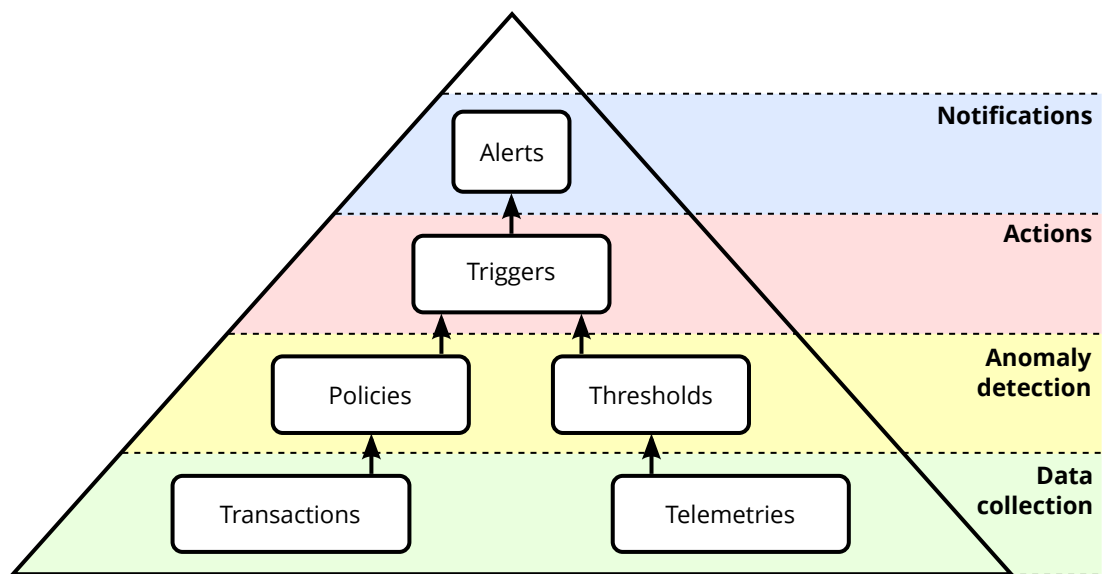 Notifications
Alerts
Actions
Triggers
Anomaly
detection
Policies
Thresholds
Data
collection
Transactions
Telemetries